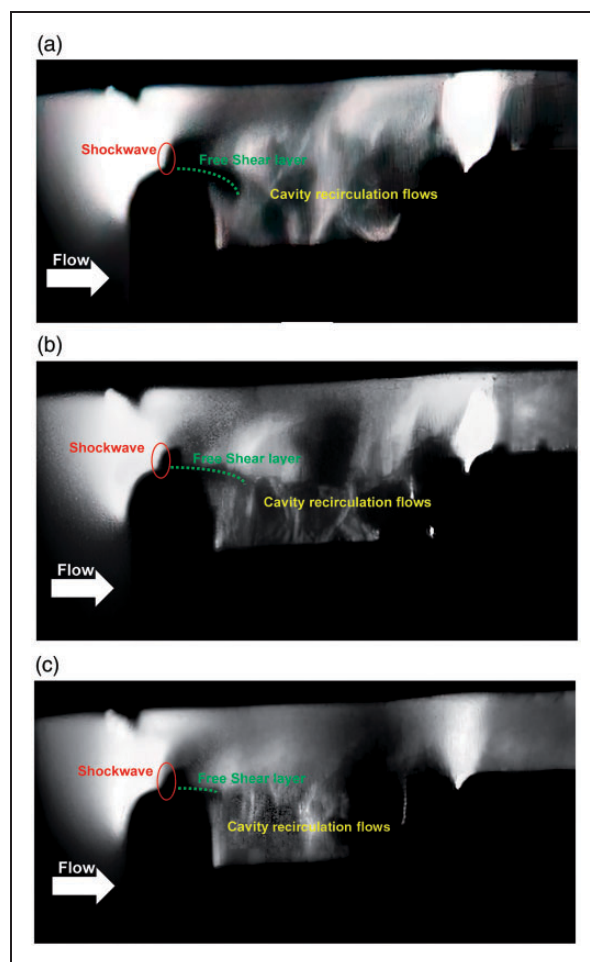 (a)
Shockwave
Free Shear layer
Cavity recirculation flows
Flow
(b)
Shockwave
Free Shear layer
Cavity recirculation flows
Flow
(c)
Shockwave
Free Shear layer
Cavity recirculation flows
Flow